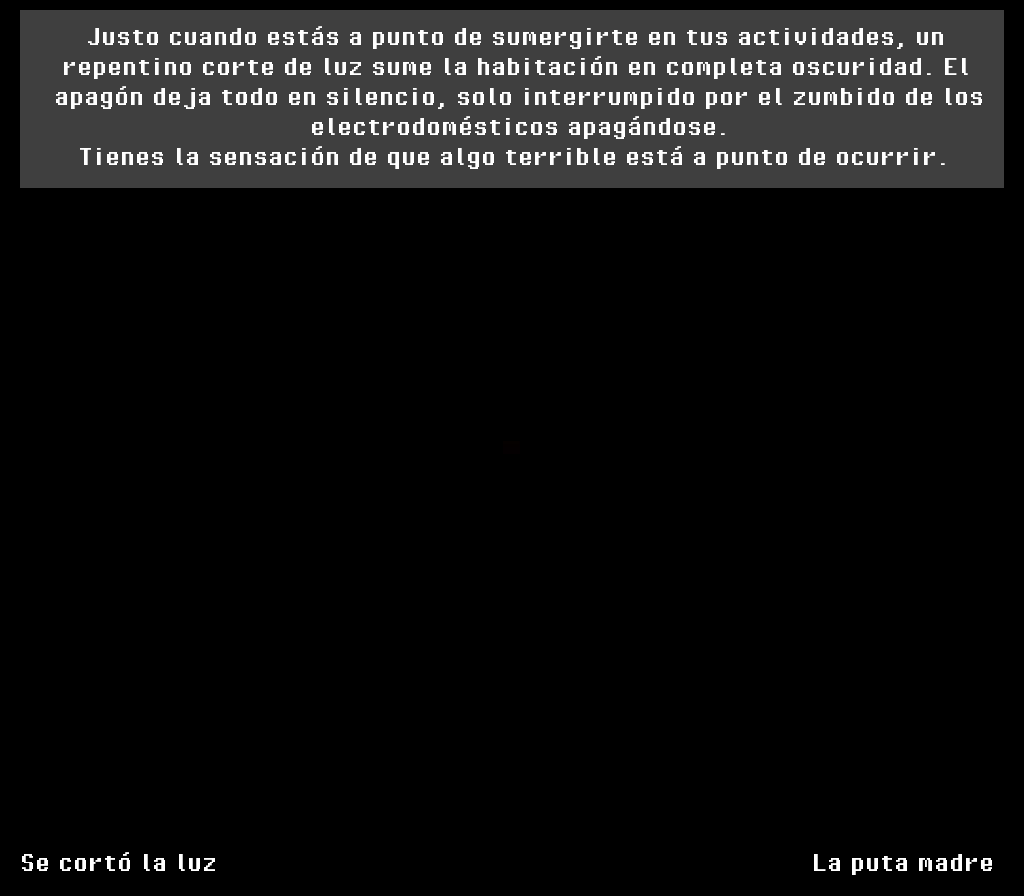 Justo cuando estás a punto de sumergirte en tus actividades, un
repentino corte de luz sume la habitación en completa oscuridad. El
apagón deja todo en silencio, solo interrumpido por el zumbido de los
electrodomésticos apagándose.
Tienes la sensación de que algo terrible está a punto de ocurrir.
Se cortó la luz
La puta madre